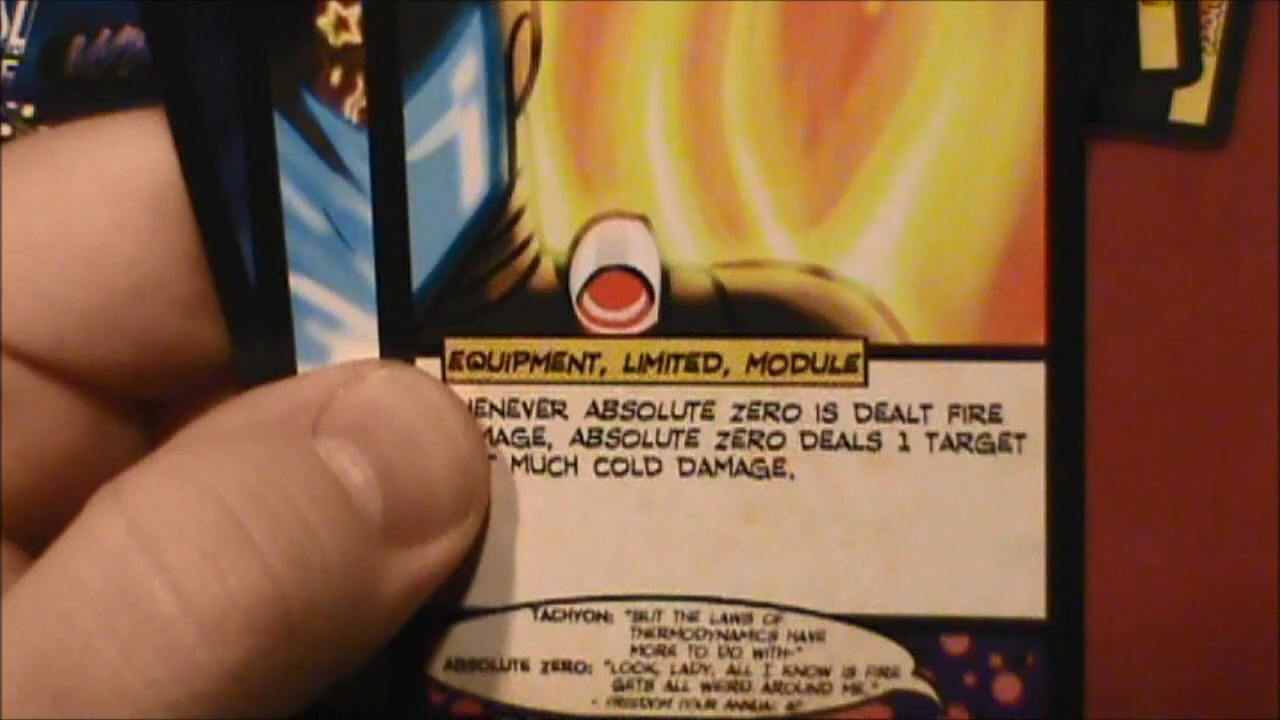 EQUIPMENT, LIMITED, MODULE
ENEVER ABSOLUTE ZERO IS DEALT FIRE
MAGE, ABSOLUTE ZERO DEALS 1 TARGET
MUCH COLD DAMAGE.
TACHYON: "BUT THE LAWS OF
THERMODYNAMICS HAVE
MORE TO DO WITH-"
ABSOLUTE ZERO: "LOOK, LADY, ALL I KNOW IS FIRE
GETS ALL WEIRD AROUND ME."
- FREEDOM FOUR ANNUAL